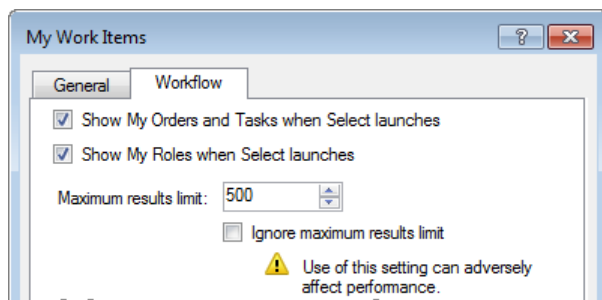 My Work Items
General Workflow
Show My Orders and Tasks when Select launches
Show My Roles when Select launches
Maximum results limit: 500
Ignore maximum results limit
Use of this setting can adversely
affect performance.